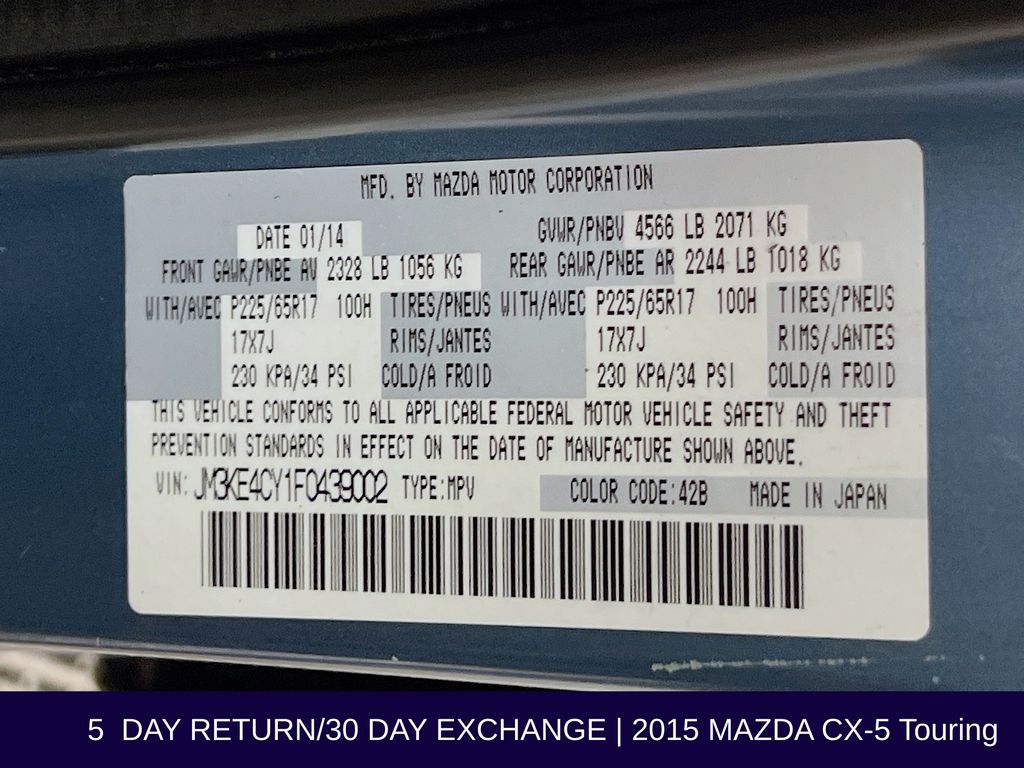 MFD. BY MAZDA MOTOR CORPORATION
DATE 01/14 GVWR/PNBV 4566 LB 2071 KG
FRONT GAWR/PNBE AV 2328 LB 1056 KG REAR GAWR/PNBE AR 2244 LB 1018 KG
WITH/AVEC P225/65R17 100H TIRES/PNEUS WITH/AVEC P225/65R17 100H TIRES/PNEUS
17X7J RIMS/JANTES 17X7J RIMS/JANTES
230 KPA/34 PSI COLD/A FROID 230 KPA/34 PSI COLD/A FROID
THIS VEHICLE CONFORMS TO ALL APPLICABLE FEDERAL MOTOR VEHICLE SAFETY AND THEFT
PREVENTION STANDARDS IN EFFECT ON THE DATE OF MANUFACTURE SHOWN ABOVE.
VIN: JM3KE4CY1F0439002 TYPE:MPV COLOR CODE:42B MADE IN JAPAN
5 DAY RETURN/30 DAY EXCHANGE | 2015 MAZDA CX-5 Touring